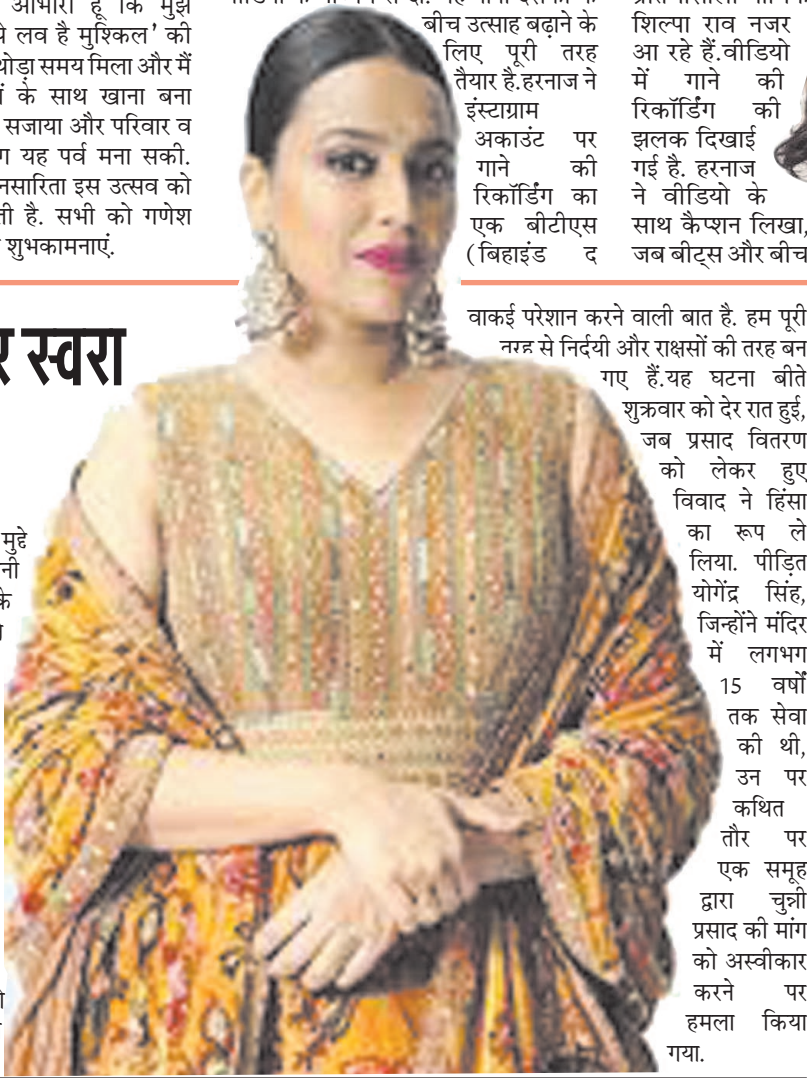 आभारी हूं कि मुझे
लव है मुश्किल’ की
थोड़ा समय मिला और मैं
के साथ खाना बना
सजाया और परिवार व
यह पर्व मना सकी.
इस उत्सव को
है. सभी को गणेश
शुभकामनाएं.
बीच उत्साह बढ़ाने के
लिए पूरी तरह
तैयार है.हरनाज ने
इंस्टाग्राम
अकाउंट पर
गाने की
रिकॉर्डिंग का
एक बीटीएस
(बिहाइंड द
शिल्पा राव नजर
आ रहे हैं.वीडियो
में गाने की
रिकॉर्डिंग की
झलक दिखाई
गई है. हरनाज
ने वीडियो के
साथ कैप्शन लिखा,
जब बीट्स और बीच
स्वरा
मुद्दे
वाकई परेशान करने वाली बात है. हम पूरी
तरह से निर्दयी और राक्षसों की तरह बन
गए हैं.यह घटना बीते
शुक्रवार को देर रात हुई,
जब प्रसाद वितरण
को लेकर हुए
विवाद ने हिंसा
का रूप ले
लिया. पीड़ित
योगेंद्र सिंह,
जिन्होंने मंदिर
में लगभग
15 वर्षों
तक सेवा
की थी,
उन पर
कथित
तौर पर
एक समूह
द्वारा चुन्नी
प्रसाद की मांग
को अस्वीकार
करने पर
हमला किया
गया.